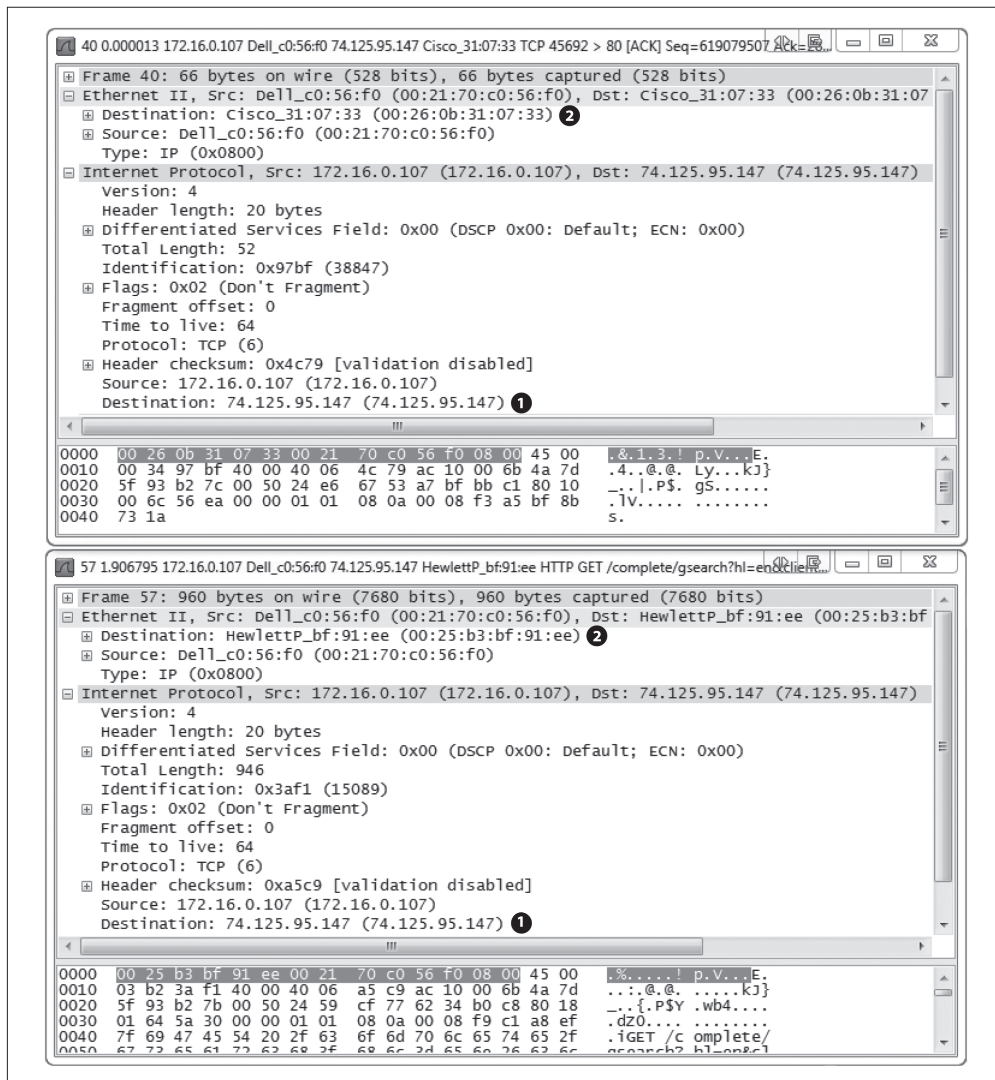 40 0.000013 172.16.0.107 Dell_c0:56:f0 74.125.95.147 Cisco_31:07:33 TCP 45692 > 80 [ACK] Seq=619079507
Frame 40: 66 bytes on wire (528 bits), 66 bytes captured (528 bits)
Ethernet II, Src: Dell_c0:56:f0 (00:21:70:c0:56:f0), Dst: Cisco_31:07:33 (00:26:0b:31:07
Destination: Cisco_31:07:33 (00:26:0b:31:07:33) 2
Source: Dell_c0:56:f0 (00:21:70:c0:56:f0)
Type: IP (0x0800)
Internet Protocol, Src: 172.16.0.107 (172.16.0.107), Dst: 74.125.95.147 (74.125.95.147)
Version: 4
Header length: 20 bytes
Differentiated Services Field: 0x00 (DSCP 0x00: Default; ECN: 0x00)
Total Length: 52
Identification: 0x97bf (38847)
Flags: 0x02 (Don't Fragment)
Fragment offset: 0
Time to live: 64
Protocol: TCP (6)
Header checksum: 0x4c79 [validation disabled]
Source: 172.16.0.107 (172.16.0.107)
Destination: 74.125.95.147 (74.125.95.147) 1
0000 00 26 0b 31 07 33 00 21 70 c0 56 f0 08 00 45 00 .&.1.3.! p.V...E.
0010 00 34 97 bf 40 00 40 06 4c 79 ac 10 00 6b 4a 7d .4..@.@. Ly...kJ}
0020 5f 93 b2 7c 00 50 24 e6 67 53 a7 bf bb c1 80 10 _..|.P$. gS......
0030 00 6c 56 ea 00 00 01 01 08 0a 00 08 f3 a5 bf 8b .lV..... ........
0040 73 1a s.
57 1.906795 172.16.0.107 Dell_c0:56:f0 74.125.95.147 HewlettP_bf:91:ee HTTP GET /complete/gsearch?hl=en&client...
Frame 57: 960 bytes on wire (7680 bits), 960 bytes captured (7680 bits)
Ethernet II, Src: Dell_c0:56:f0 (00:21:70:c0:56:f0), Dst: HewlettP_bf:91:ee (00:25:b3:bf
Destination: HewlettP_bf:91:ee (00:25:b3:bf:91:ee) 2
Source: Dell_c0:56:f0 (00:21:70:c0:56:f0)
Type: IP (0x0800)
Internet Protocol, Src: 172.16.0.107 (172.16.0.107), Dst: 74.125.95.147 (74.125.95.147)
Version: 4
Header length: 20 bytes
Differentiated Services Field: 0x00 (DSCP 0x00: Default; ECN: 0x00)
Total Length: 946
Identification: 0x3af1 (15089)
Flags: 0x02 (Don't Fragment)
Fragment offset: 0
Time to live: 64
Protocol: TCP (6)
Header checksum: 0xa5c9 [validation disabled]
Source: 172.16.0.107 (172.16.0.107)
Destination: 74.125.95.147 (74.125.95.147) 1
0000 00 25 b3 bf 91 ee 00 21 70 c0 56 f0 08 00 45 00 .%.....! p.V...E.
0010 03 b2 3a f1 40 00 40 06 a5 c9 ac 10 00 6b 4a 7d ..:.@.@. .....kJ}
0020 5f 93 b2 7b 00 50 24 59 cf 77 62 34 b0 c8 80 18 _..{.P$Y .wb4....
0030 01 64 5a 30 00 00 01 01 08 0a 00 08 f9 c1 a8 ef .dZ0.... ........
0040 7f 69 47 45 54 20 2f 63 6f 6d 70 6c 65 74 65 2f .iGET /c omplete/
0050 67 73 65 61 72 63 68 3f 68 6c 3d 65 6e 26 63 6c gsearch? hl=en&cl